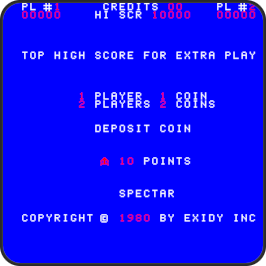 PL #1 CREDITS 00 PL #2
00000 HI SCR 10000 00000
TOP HIGH SCORE FOR EXTRA PLAY
1 PLAYER 1 COIN
2 PLAYERS 2 COINS
DEPOSIT COIN
10 POINTS
SPECTAR
COPYRIGHT @ 1980 BY EXIDY INC